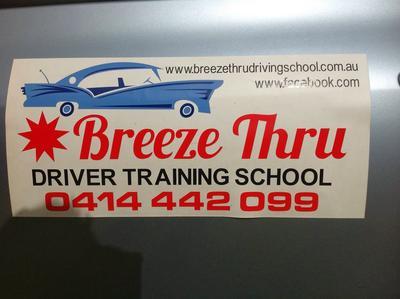 www.breezethrudrivingschool.com.au
www.facebook.com
Breeze Thru
DRIVER TRAINING SCHOOL
0414 442 099